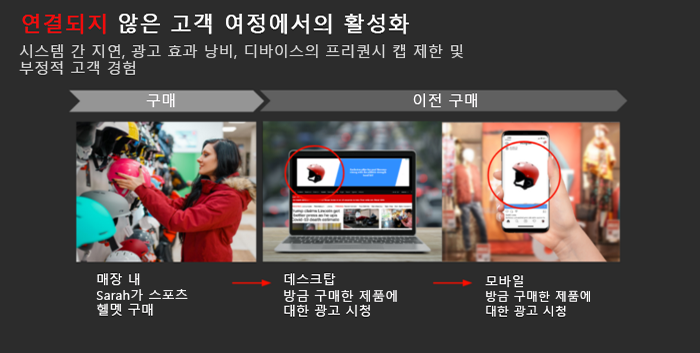 연결되지 않은 고객 여정에서의 활성화
시스템 간 지연, 광고 효과 낭비, 디바이스의 프리퀀시 캡 제한 및
부정적 고객 경험
구매
이전 구매
매장 내
Sarah가 스포츠
헬멧 구매
데스크탑
방금 구매한 제품에
대한 광고 시청
모바일
방금 구매한 제품에
대한 광고 시청